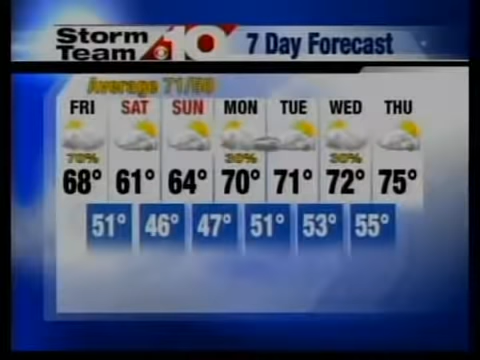 Storm Team 10 7 Day Forecast
Average 71/50
FRI SAT SUN MON TUE WED THU
70% 30% 30%
68° 61° 64° 70° 71° 72° 75°
51° 46° 47° 51° 53° 55°